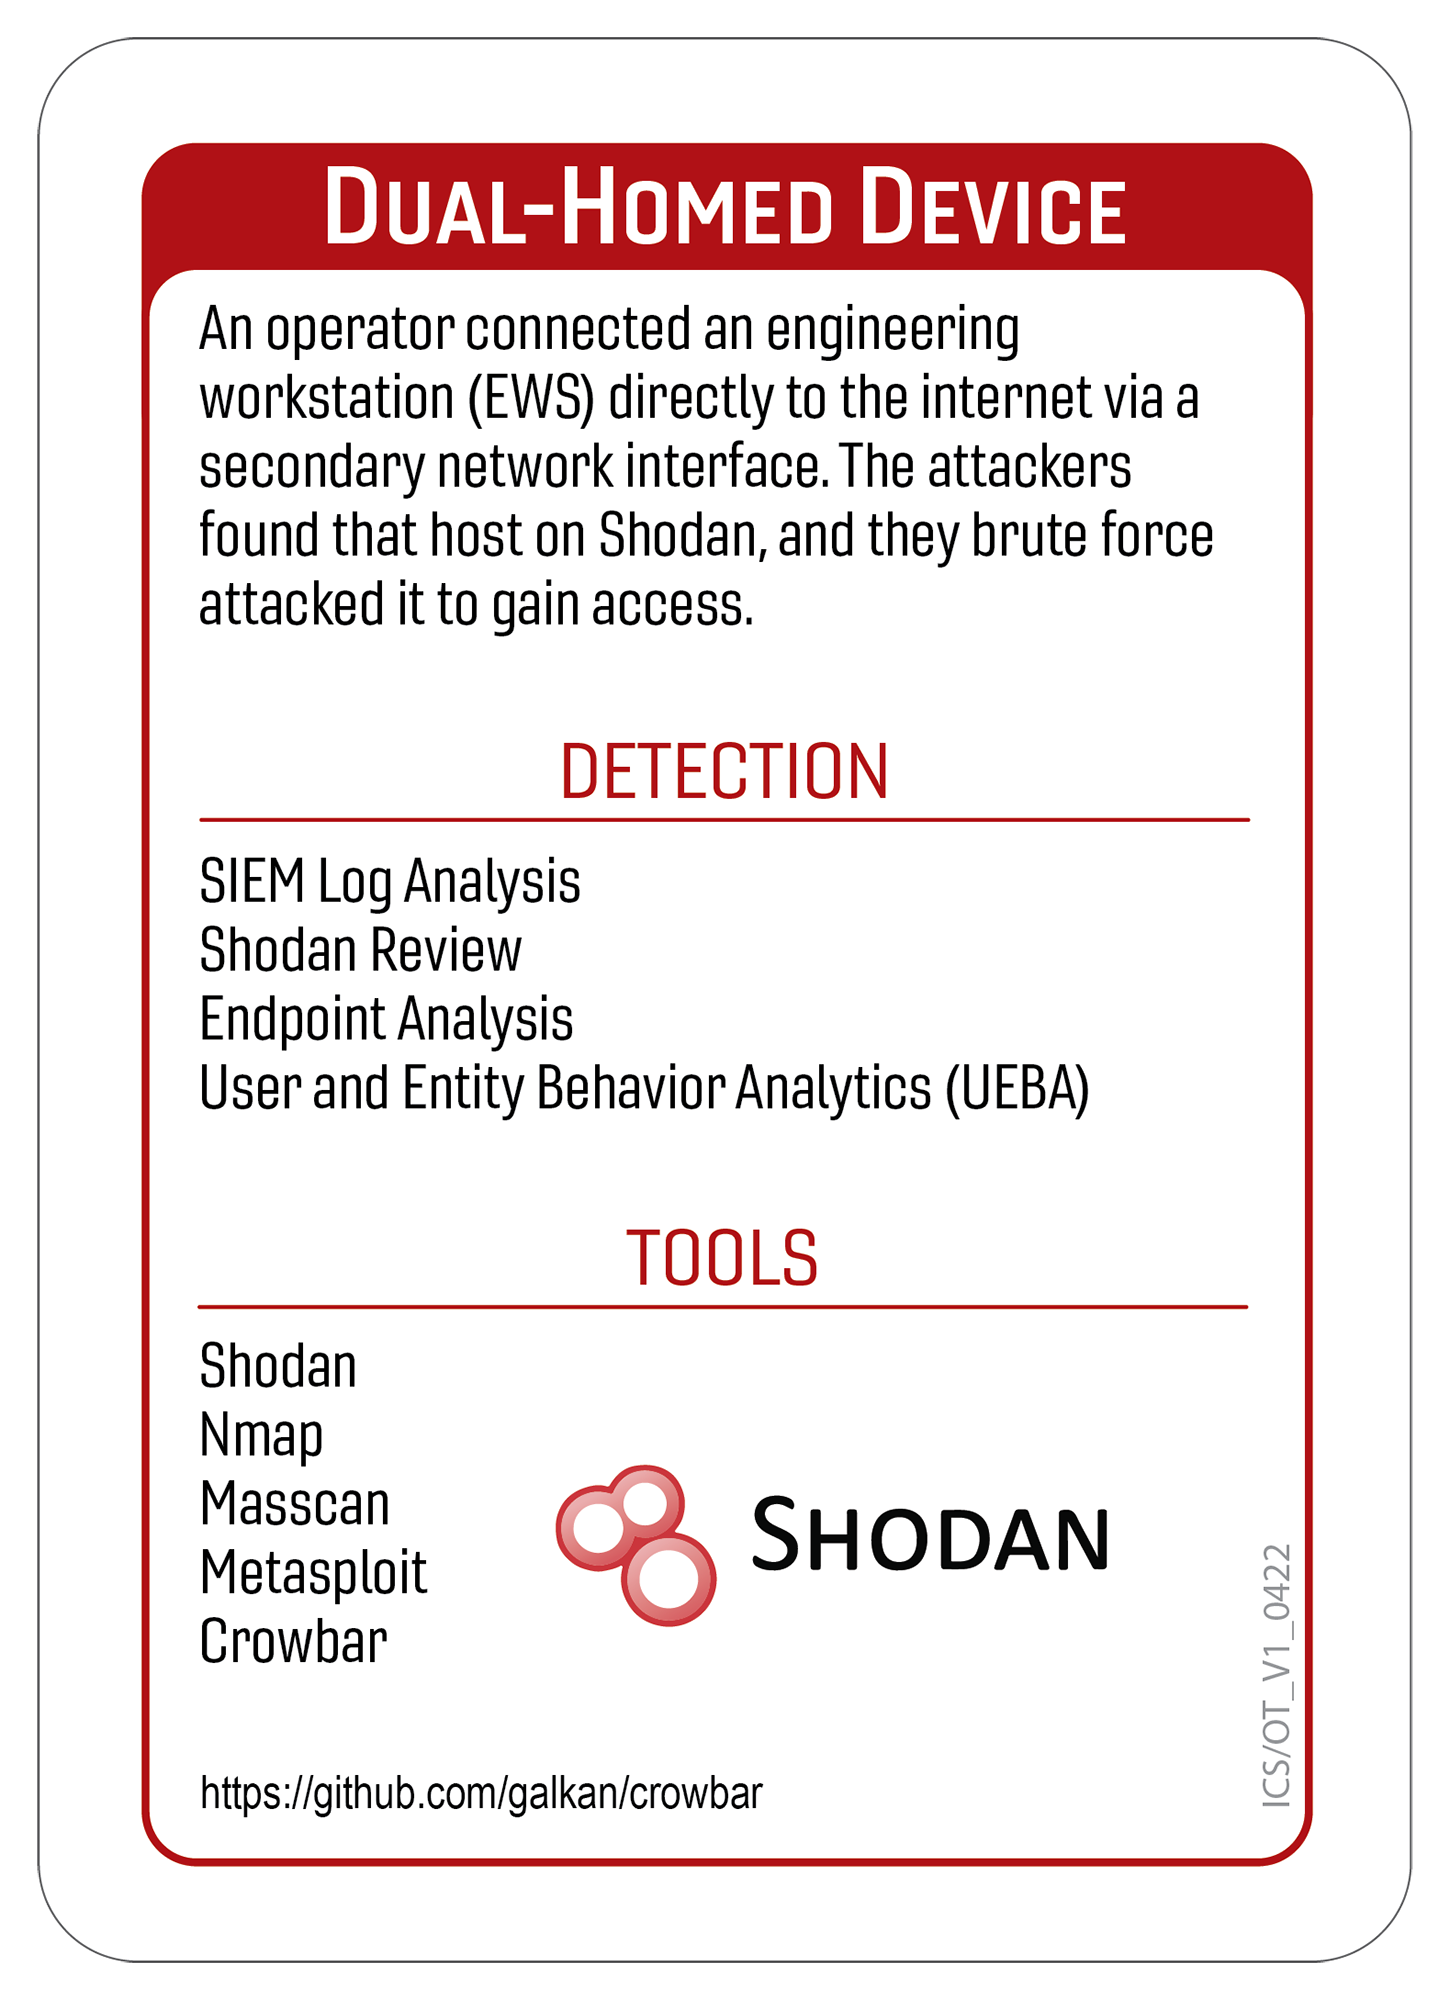 Dual-Homed Device
An operator connected an engineering
workstation (EWS) directly to the internet via a
secondary network interface. The attackers
found that host on Shodan, and they brute force
attacked it to gain access.
DETECTION
SIEM Log Analysis
Shodan Review
Endpoint Analysis
User and Entity Behavior Analytics (UEBA)
TOOLS
Shodan
Nmap
Masscan
Metasploit
Crowbar
SHODAN
https://github.com/galkan/crowbar
ICS/OT_V1_0422